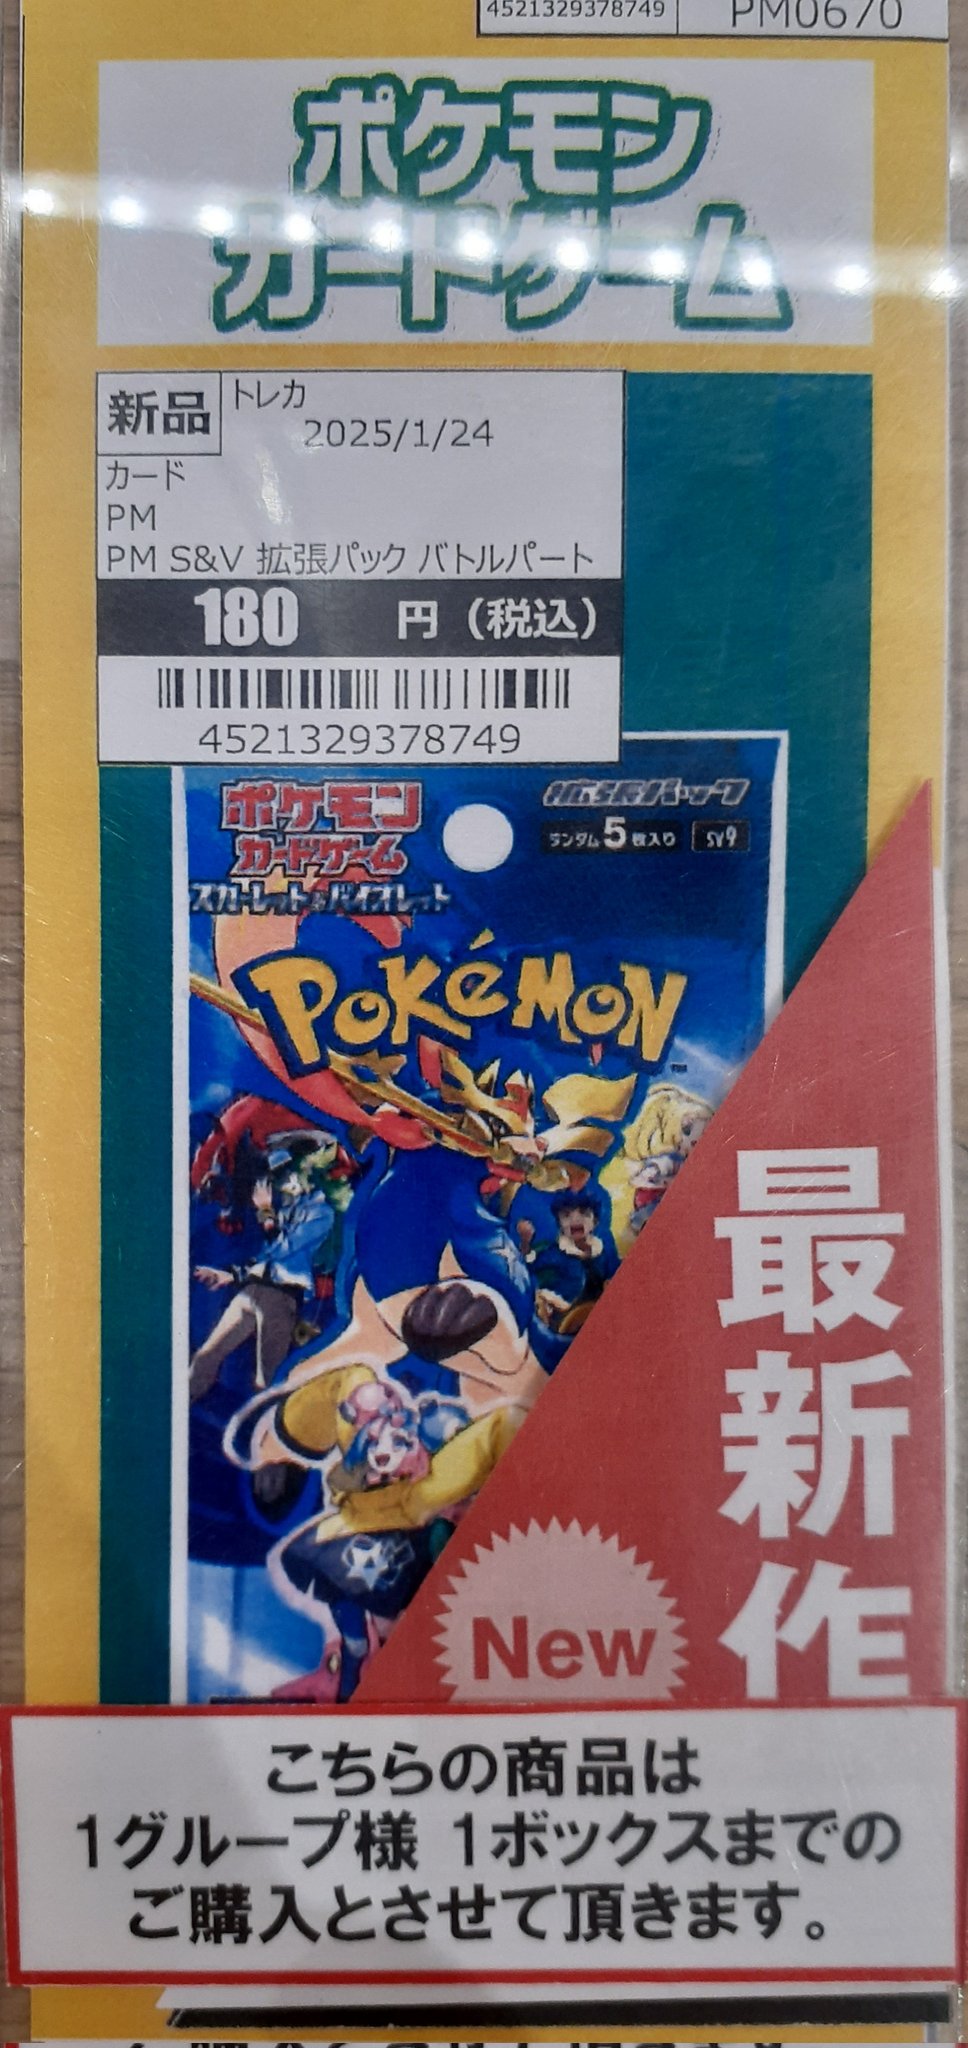 4521329378749 PM0670
ポケモン
カードゲーム
新品 トレカ
2025/1/24
カード
PM
PM S&V 拡張パック バトルパート
180 円 (税込)
4521329378749
ポケモン
カードゲーム
スカーレット&バイオレット
拡張パック
ランダム5枚入り sv9
POKéMON
TM
最新作
New
こちらの商品は
1グループ様 1ボックスまでの
ご購入とさせて頂きます。